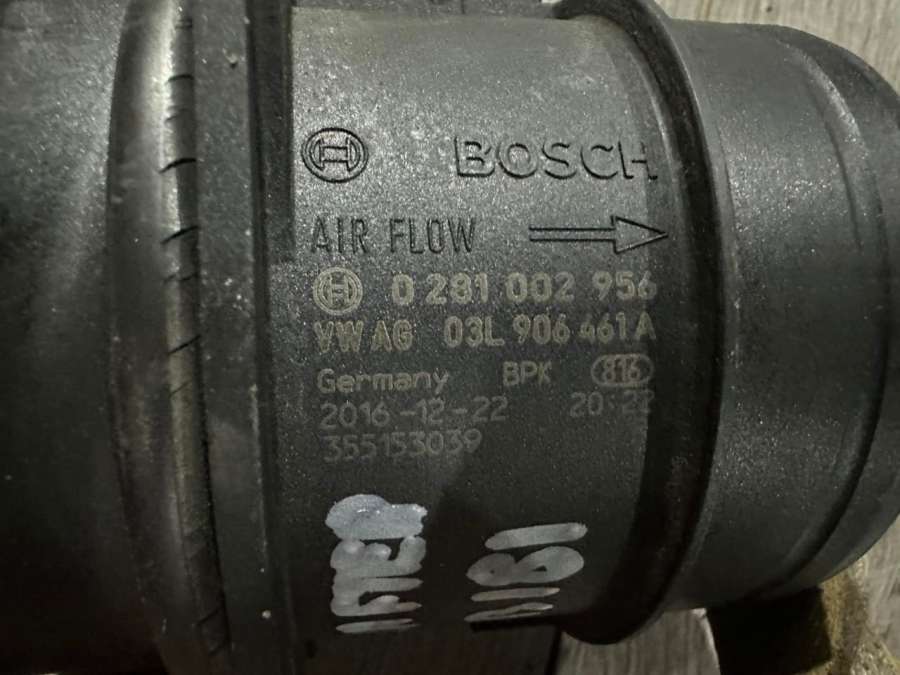 BOSCH
AIR FLOW
0 281 002 956
VW AG 03L 906 461 A
Germany BPK 816
2016-12-22 20:22
355153039